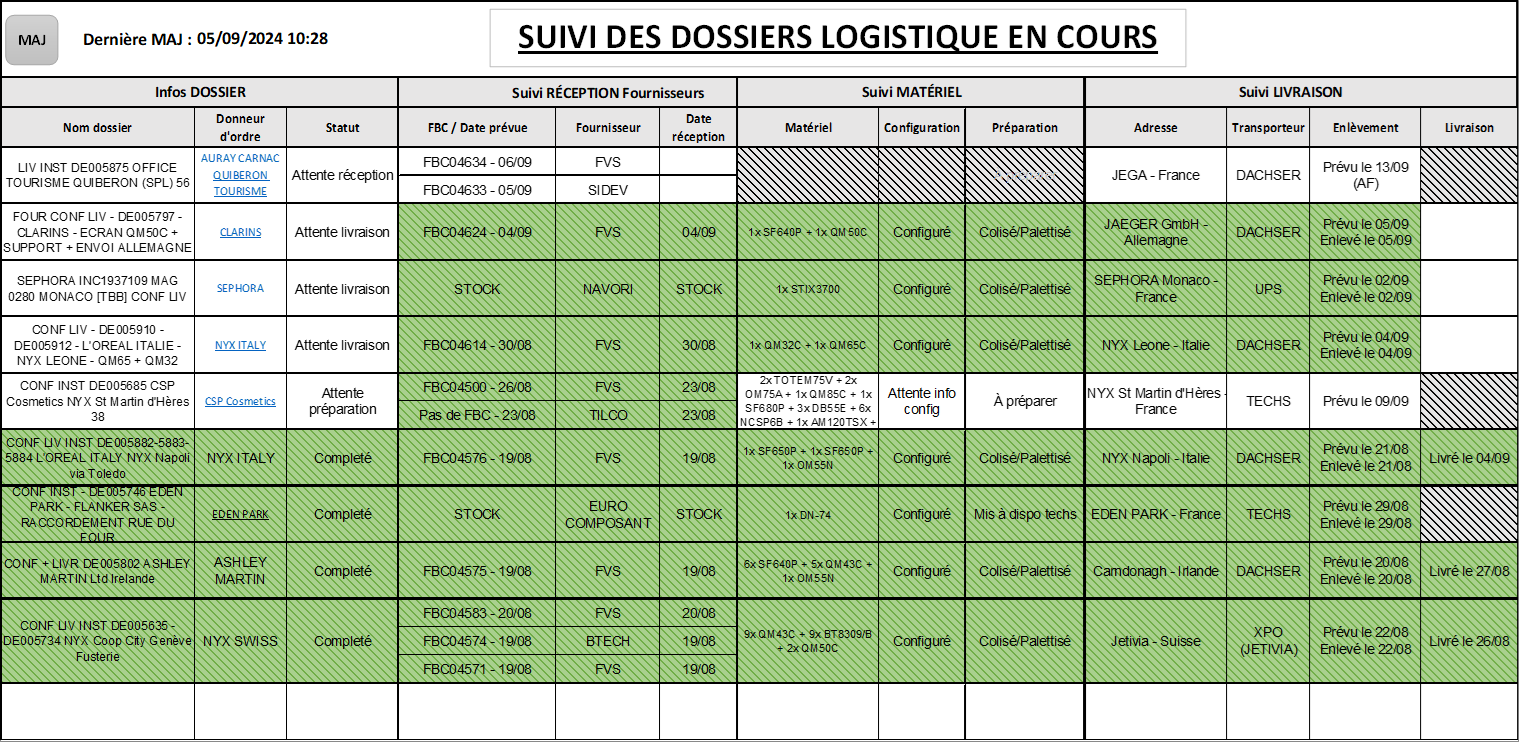 MAJ
Dernière MAJ : 05/09/2024 10:28
SUIVI DES DOSSIERS LOGISTIQUE EN COURS
Infos DOSSIER
Suivi RÉCEPTION Fournisseurs
Suivi MATÉRIEL
Suivi LIVRAISON
Nom dossier
Donneur
d'ordre
Statut
FBC / Date prévue
Fournisseur
Date
réception
Matériel
Configuration
Préparation
Adresse
Transporteur
Enlèvement
Livraison
LIV INST DE005875 OFFICE
TOURISME QUIBERON (SPL) 56
AURAY CARNAC
QUIBERON
TOURISME
Attente réception
FBC04634 - 06/09
FVS
FBC04633 - 05/09
SIDEV
JEGA - France
DACHSER
Prévu le 13/09
(AF)
FOUR CONF LIV - DE005797 -
CLARINS - ECRAN QM50C +
SUPPORT + ENVOI ALLEMAGNE
CLARINS
Attente livraison
FBC04624 - 04/09
FVS
04/09
1x SF640P + 1x QM50C
Configuré
Colisé/Palettisé
JAEGER GmbH -
Allemagne
DACHSER
Prévu le 05/09
Enlevé le 05/09
SEPHORA INC1937109 MAG
0280 MONACO [TBB] CONF LIV
SEPHORA
Attente livraison
STOCK
NAVORI
STOCK
1x STIX3700
Configuré
Colisé/Palettisé
SEPHORA Monaco -
France
UPS
Prévu le 02/09
Enlevé le 02/09
CONF LIV - DE005910 -
DE005912 - L'OREAL ITALIE -
NYX LEONE - QM65 + QM32
NYX ITALY
Attente livraison
FBC04614 - 30/08
FVS
30/08
1x QM32C + 1x QM65C
Configuré
Colisé/Palettisé
NYX Leone - Italie
DACHSER
Prévu le 04/09
Enlevé le 04/09
CONF INST DE005685 CSP
Cosmetics NYX St Martin d'Hères
38
CSP Cosmetics
Attente
préparation
FBC04500 - 26/08
FVS
23/08
Pas de FBC - 23/08
TILCO
23/08
2x TOTEM75V + 2x
OM75A + 1x QM85C + 1x
SF680P + 3x DB55E + 6x
NCSP6B + 1x AM120TSX +
Attente info
config
À préparer
NYX St Martin d'Hères -
France
TECHS
Prévu le 09/09
CONF LIV INST DE005882-5883-
5884 L'OREAL ITALY NYX Napoli
via Toledo
NYX ITALY
Completé
FBC04576 - 19/08
FVS
19/08
1x SF650P + 1x SF650P +
1x OM55N
Configuré
Colisé/Palettisé
NYX Napoli - Italie
DACHSER
Prévu le 21/08
Enlevé le 21/08
Livré le 04/09
CONF INST - DE005746 EDEN
PARK - FLANKER SAS -
RACCORDEMENT RUE DU
FOUR
EDEN PARK
Completé
STOCK
EURO
COMPOSANT
STOCK
1x DN-74
Configuré
Mis à dispo techs
EDEN PARK - France
TECHS
Prévu le 29/08
Enlevé le 29/08
CONF + LIVR DE005802 ASHLEY
MARTIN Ltd Irelande
ASHLEY
MARTIN
Completé
FBC04575 - 19/08
FVS
19/08
6x SF640P + 5x QM43C +
1x OM55N
Configuré
Colisé/Palettisé
Carndonagh - Irlande
DACHSER
Prévu le 20/08
Enlevé le 20/08
Livré le 27/08
CONF LIV INST DE005635 -
DE005734 NYX Coop City Genève
Fusterie
NYX SWISS
Completé
FBC04583 - 20/08
FVS
20/08
FBC04574 - 19/08
BTECH
19/08
FBC04571 - 19/08
FVS
19/08
9x QM43C + 9x BT8309/B
+ 2x QM50C
Configuré
Colisé/Palettisé
Jetivia - Suisse
XPO
(JETIVIA)
Prévu le 22/08
Enlevé le 22/08
Livré le 26/08